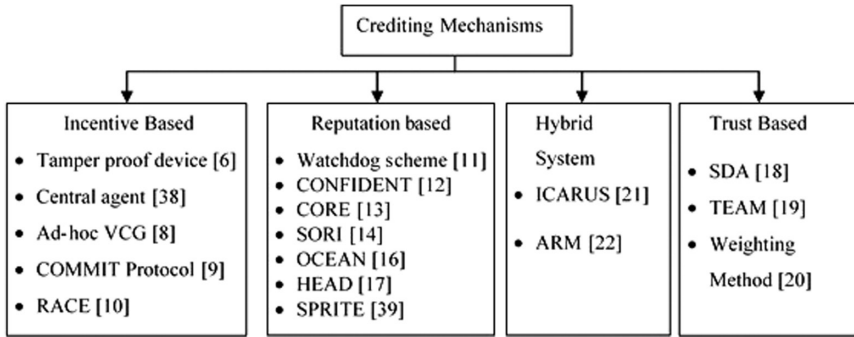 Crediting Mechanisms
Incentive Based
• Tamper proof device [6]
• Central agent [38]
• Ad-hoc VCG [8]
• COMMIT Protocol [9]
• RACE [10]
Reputation based
• Watchdog scheme [11]
• CONFIDENT [12]
• CORE [13]
• SORI [14]
• OCEAN [16]
• HEAD [17]
• SPRITE [39]
Hybrid
System
• ICARUS [21]
• ARM [22]
Trust Based
• SDA [18]
• TEAM [19]
• Weighting
Method [20]